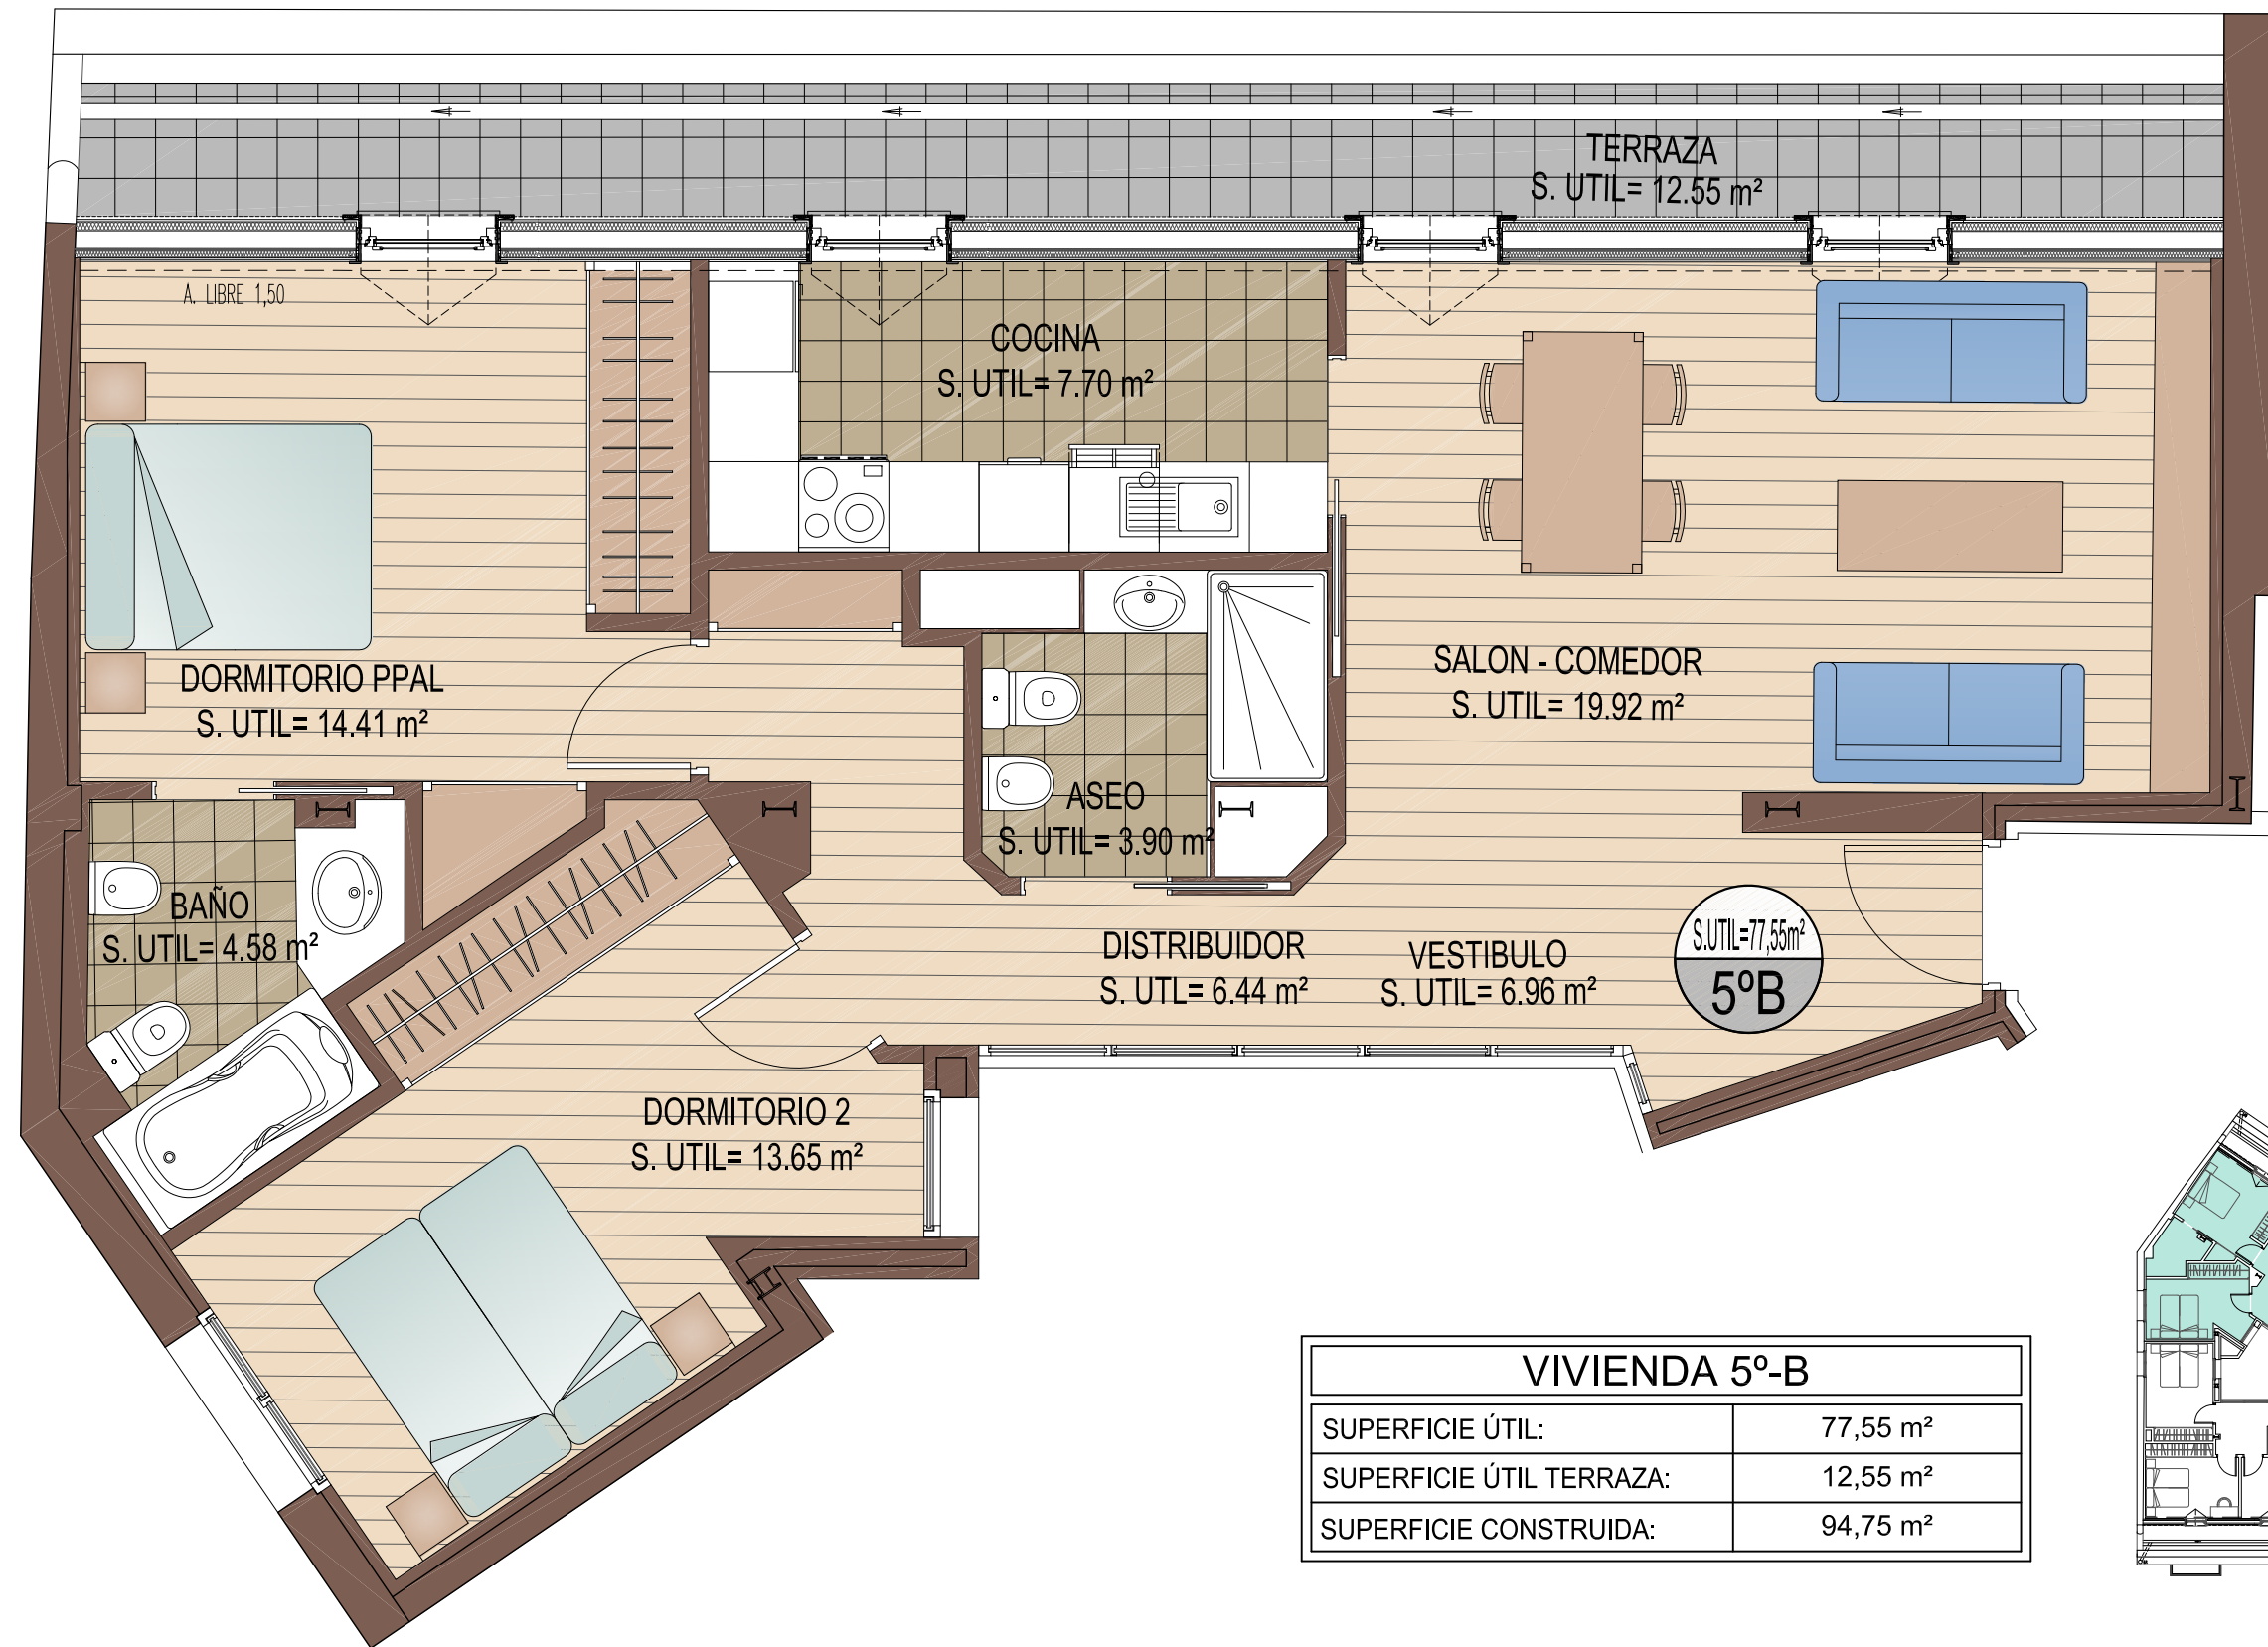 TERRAZA
S. UTIL= 12.55 m²
A. LIBRE 1,50
COCINA
S. UTIL= 7.70 m²
DORMITORIO PPAL
S. UTIL= 14.41 m²
SALON - COMEDOR
S. UTIL= 19.92 m²
ASEO
S. UTIL= 3.90 m²
BAÑO
S. UTIL= 4.58 m²
DISTRIBUIDOR
S. UTL= 6.44 m²
VESTIBULO
S. UTIL= 6.96 m²
S.UTIL=77,55m²
5ºB
DORMITORIO 2
S. UTIL= 13.65 m²
VIVIENDA 5º-B
SUPERFICIE ÚTIL: 77,55 m²
SUPERFICIE ÚTIL TERRAZA: 12,55 m²
SUPERFICIE CONSTRUIDA: 94,75 m²